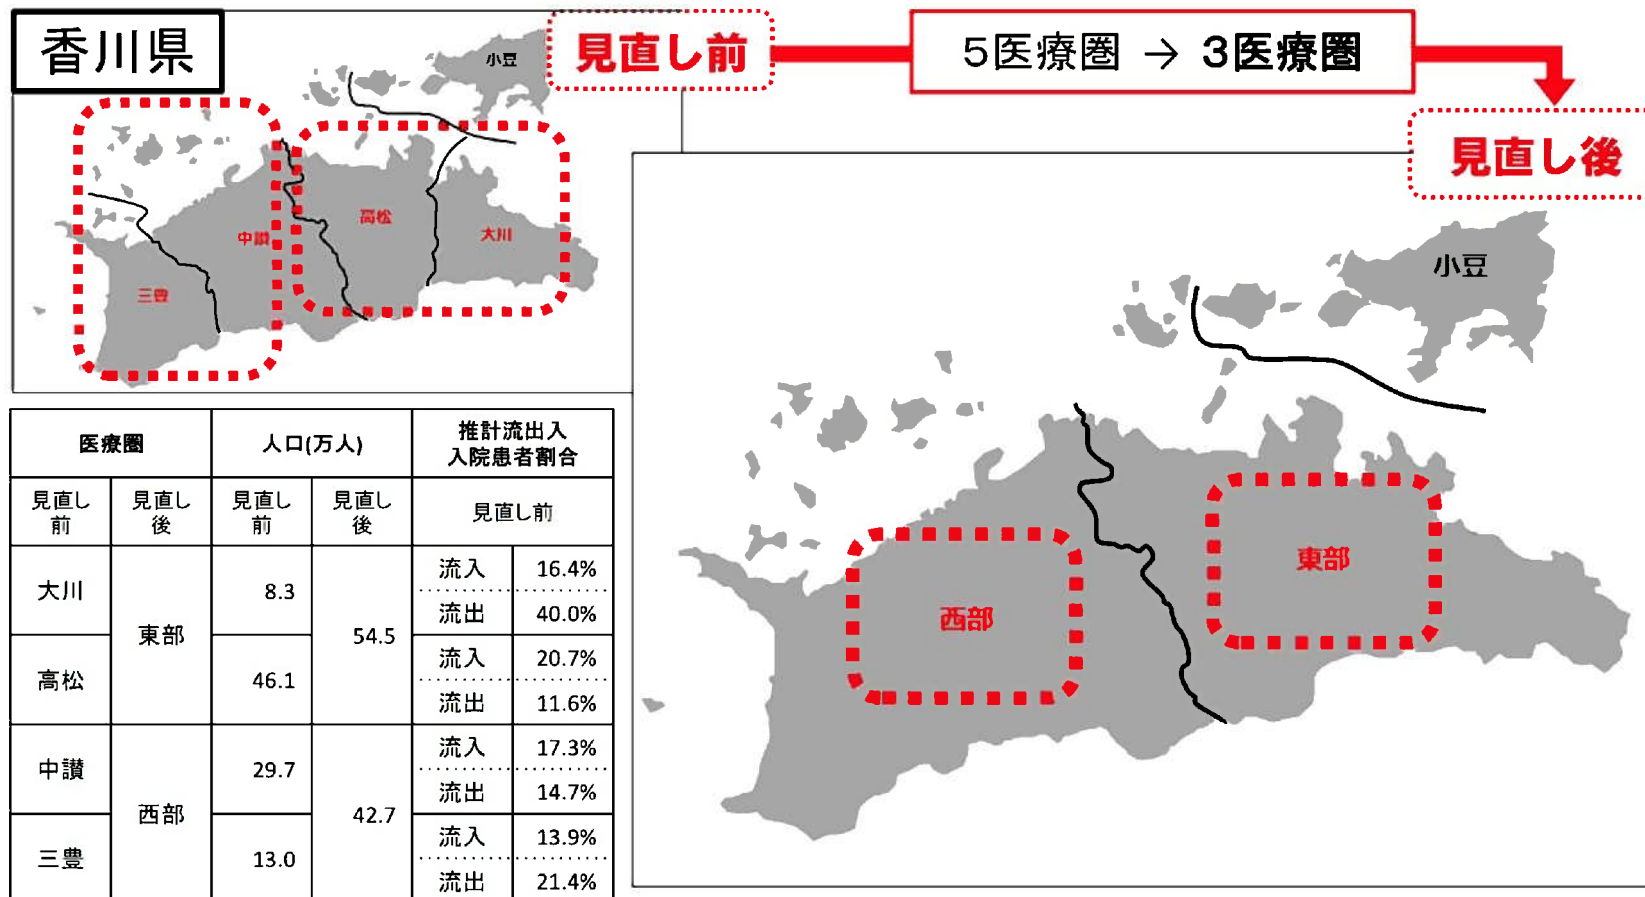 香川県
見直し前
5医療圏 → 3医療圏
見直し後
小豆
高松
大川
中讃
三豊
小豆
東部
西部
医療圏 人口(万人) 推計流出入
入院患者割合
見直し
前 見直し
後 見直し
前 見直し
後 見直し前
大川 東部 8.3 54.5 流入 16.4%
流出 40.0%
高松 46.1 流入 20.7%
流出 11.6%
中讃 西部 29.7 42.7 流入 17.3%
流出 14.7%
三豊 13.0 流入 13.9%
流出 21.4%